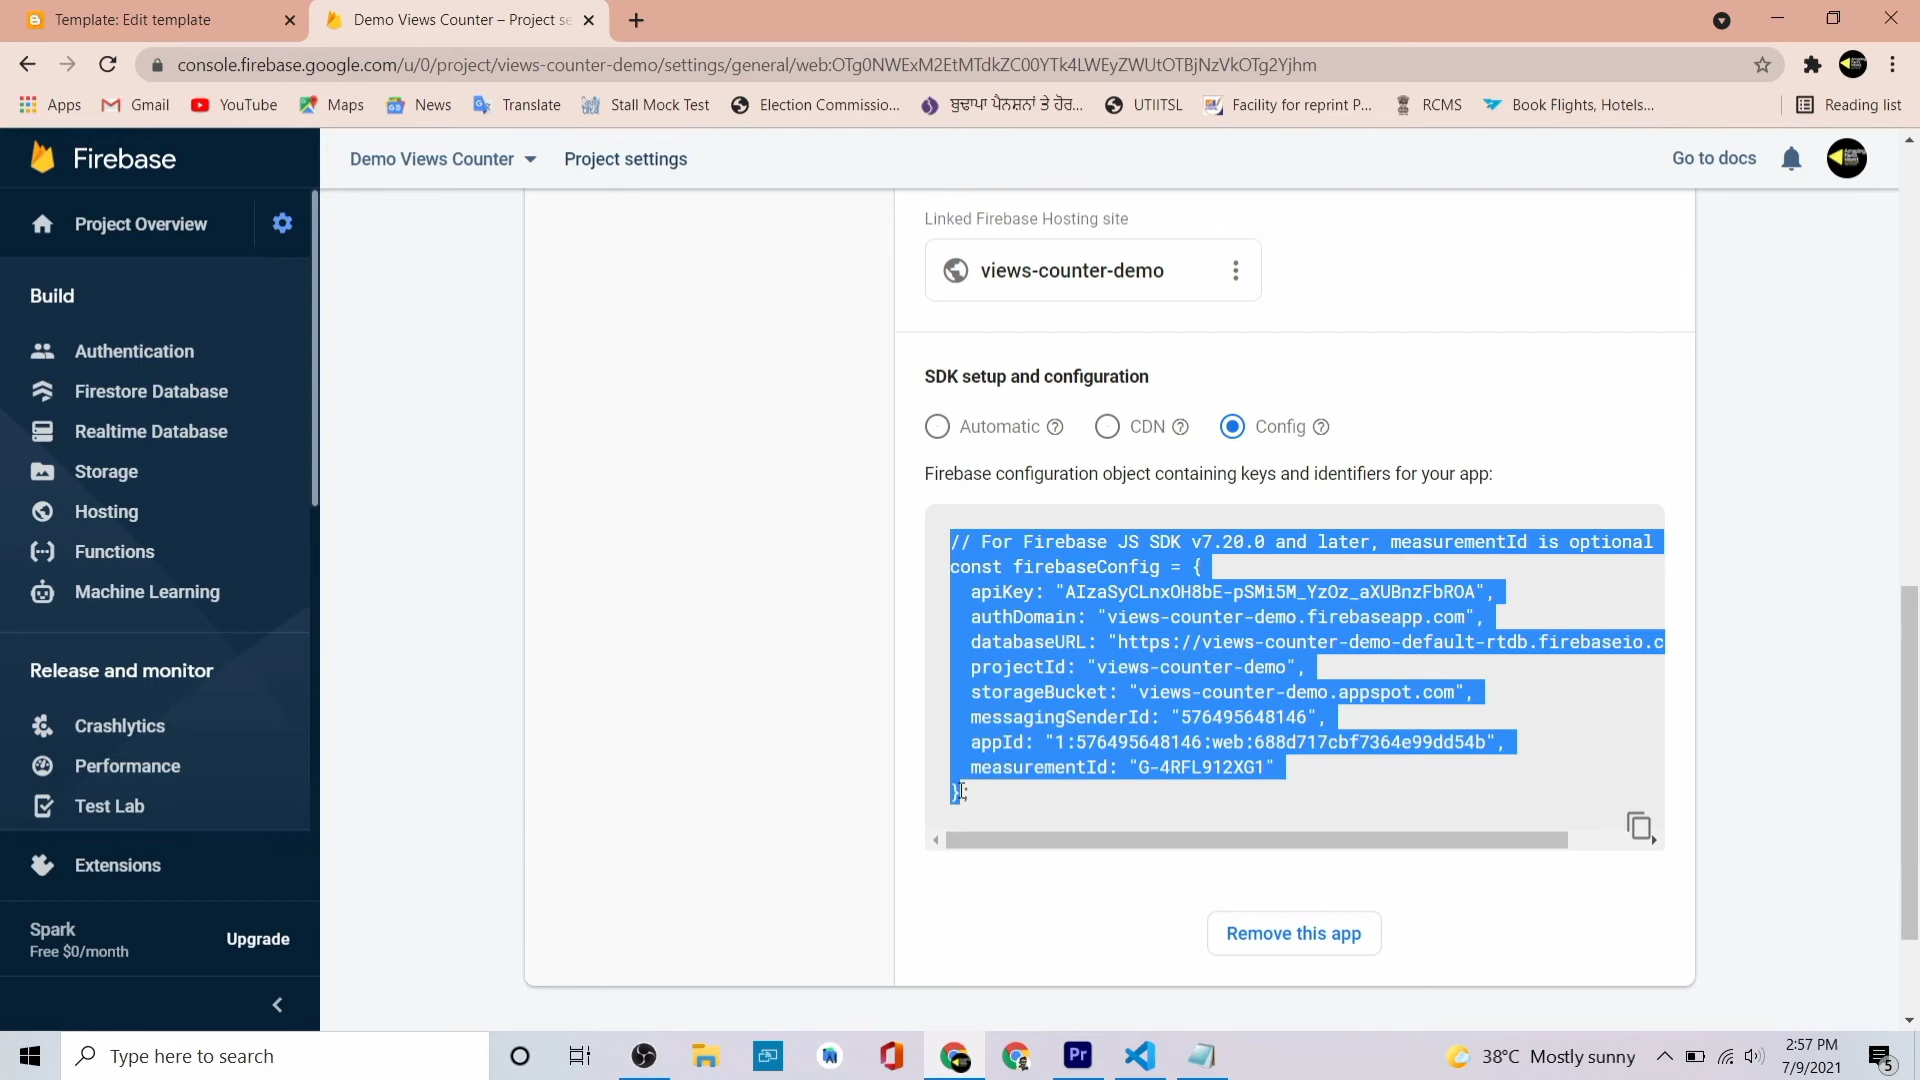 Template: Edit template
Demo Views Counter – Project se
console.firebase.google.com/u/0/project/views-counter-demo/settings/general/web:OTg0NWExM2EtMTdkZC00YTk4LWEyZWUtOTBjNzVkOTg2Yjhm
Apps
Gmail
YouTube
Maps
News
Translate
Stall Mock Test
Election Commissio...
ਬੁਢਾਪਾ ਪੈਨਸ਼ਨਾਂ ਤੇ ਹੋਰ...
UTIITSL
Facility for reprint P...
RCMS
Book Flights, Hotels...
Reading list
Firebase
Demo Views Counter
Project settings
Go to docs
Project Overview
Build
Authentication
Firestore Database
Realtime Database
Storage
Hosting
Functions
Machine Learning
Release and monitor
Crashlytics
Performance
Test Lab
Extensions
Spark
Free $0/month
Upgrade
Linked Firebase Hosting site
views-counter-demo
SDK setup and configuration
Automatic
CDN
Config
Firebase configuration object containing keys and identifiers for your app:
// For Firebase JS SDK v7.20.0 and later, measurementId is optional
const firebaseConfig = {
apiKey: "AIzaSyCLnxOH8bE-pSMi5M_YzOz_aXUBnzFbROA",
authDomain: "views-counter-demo.firebaseapp.com",
databaseURL: "https://views-counter-demo-default-rtdb.firebaseio.c
projectId: "views-counter-demo",
storageBucket: "views-counter-demo.appspot.com",
messagingSenderId: "576495648146",
appId: "1:576495648146:web:688d717cbf7364e99dd54b",
measurementId: "G-4RFL912XG1"
};
Remove this app
Type here to search
Pr
38°C Mostly sunny
2:57 PM
7/9/2021
5